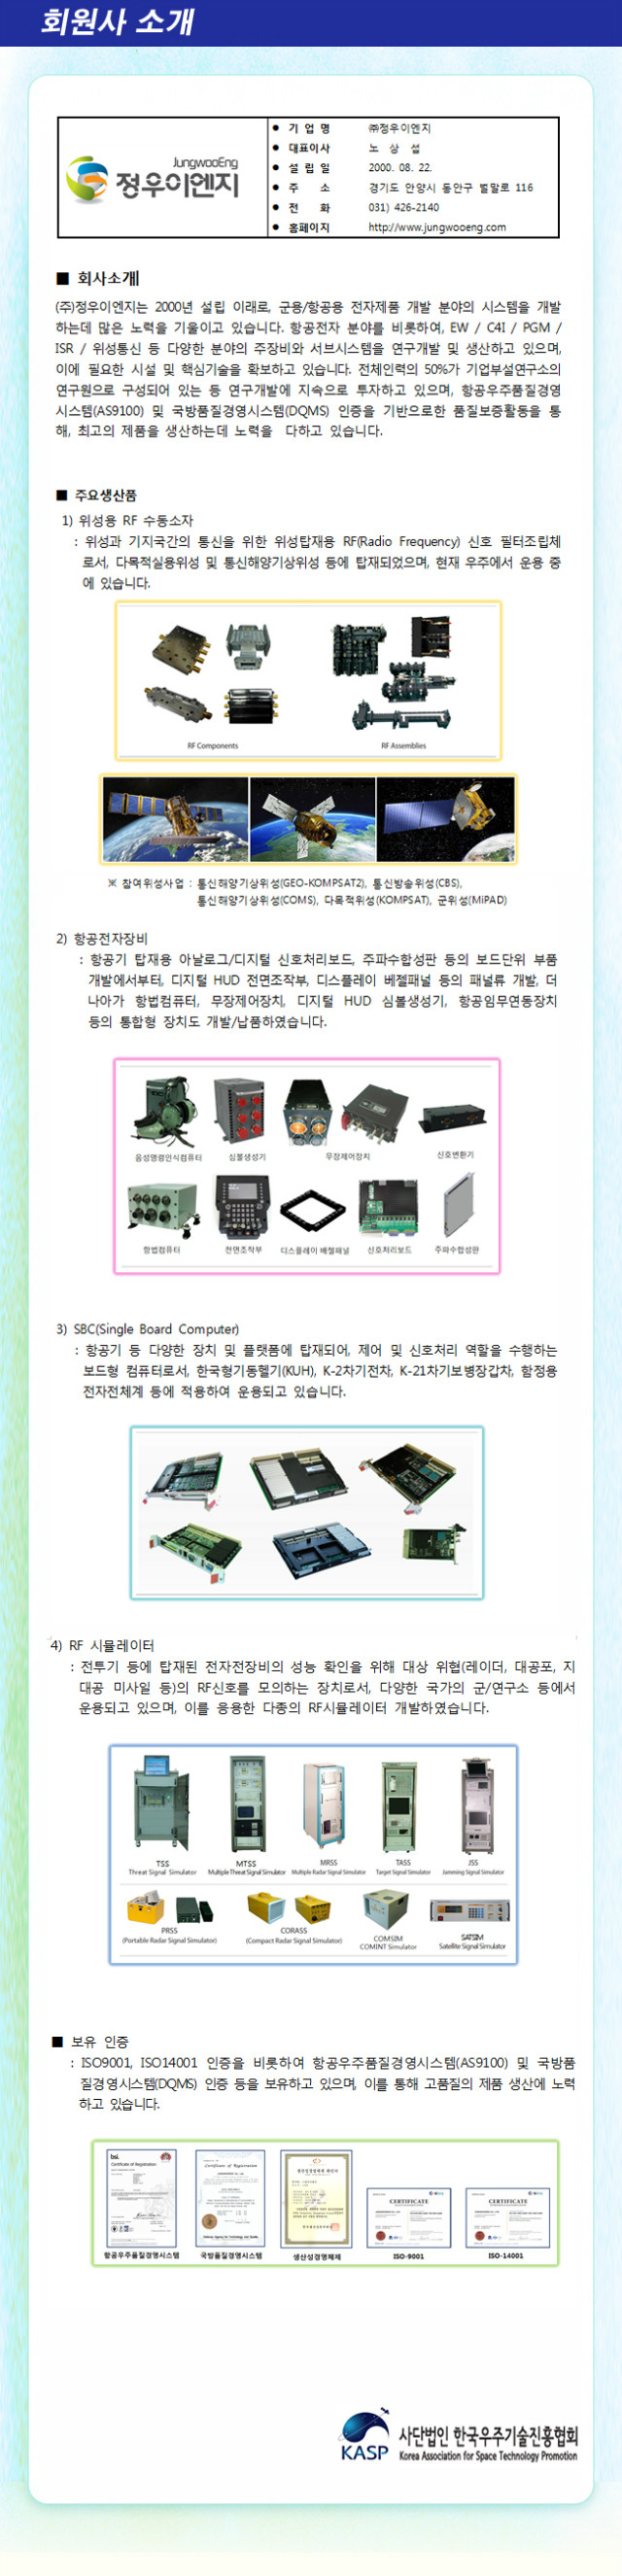 회원사 소개
JungwooEng
정우이엔지
● 기 업 명 ㈜정우이엔지
● 대표이사 노 상 섭
● 설 립 일 2000. 08. 22.
● 주 소 경기도 안양시 동안구 벌말로 116
● 전 화 031) 426-2140
● 홈페이지 http://www.jungwooeng.com
■ 회사소개
(주)정우이엔지는 2000년 설립 이래로, 군용/항공용 전자제품 개발 분야의 시스템을 개발
하는데 많은 노력을 기울이고 있습니다. 항공전자 분야를 비롯하여, EW / C4I / PGM /
ISR / 위성통신 등 다양한 분야의 주장비와 서브시스템을 연구개발 및 생산하고 있으며,
이에 필요한 시설 및 핵심기술을 확보하고 있습니다. 전체인력의 50%가 기업부설연구소의
연구원으로 구성되어 있는 등 연구개발에 지속으로 투자하고 있으며, 항공우주품질경영
시스템(AS9100) 및 국방품질경영시스템(DQMS) 인증을 기반으로한 품질보증활동을 통
해, 최고의 제품을 생산하는데 노력을 다하고 있습니다.
■ 주요생산품
1) 위성용 RF 수동소자
: 위성과 기지국간의 통신을 위한 위성탑재용 RF(Radio Frequency) 신호 필터조립체
로서, 다목적실용위성 및 통신해양기상위성 등에 탑재되었으며, 현재 우주에서 운용 중
에 있습니다.
RF Components RF Assemblies
※ 참여위성사업 : 통신해양기상위성(GEO-KOMPSAT2), 통신방송위성(CBS),
통신해양기상위성(COMS), 다목적위성(KOMPSAT), 군위성(MiPAD)
2) 항공전자장비
: 항공기 탑재용 아날로그/디지털 신호처리보드, 주파수합성판 등의 보드단위 부품
개발에서부터, 디지털 HUD 전면조작부, 디스플레이 베젤패널 등의 패널류 개발, 더
나아가 항법컴퓨터, 무장제어장치, 디지털 HUD 심볼생성기, 항공임무연동장치
등의 통합형 장치도 개발/납품하였습니다.
음성명령인식컴퓨터 심볼생성기 무장제어장치 신호변환기
항법컴퓨터 전면조작부 디스플레이 베젤패널 신호처리보드 주파수합성판
3) SBC(Single Board Computer)
: 항공기 등 다양한 장치 및 플랫폼에 탑재되어, 제어 및 신호처리 역할을 수행하는
보드형 컴퓨터로서, 한국형기동헬기(KUH), K-2차기전차, K-21차기보병장갑차, 함정용
전자전체계 등에 적용하여 운용되고 있습니다.
4) RF 시뮬레이터
: 전투기 등에 탑재된 전자전장비의 성능 확인을 위해 대상 위협(레이더, 대공포, 지
대공 미사일 등)의 RF신호를 모의하는 장치로서, 다양한 국가의 군/연구소 등에서
운용되고 있으며, 이를 응용한 다종의 RF시뮬레이터 개발하였습니다.
TSS MTSS MRSS TASS JSS
Threat Signal Simulator Multiple Threat Signal Simulator Multiple Radar Signal Simulator Target Signal Simulator Jamming Signal Simulator
PRSS CORASS COMSIM SATSIM
(Portable Radar Signal Simulator) (Compact Radar Signal Simulator) COMINT Simulator Satellite Signal Simulator
■ 보유 인증
: ISO9001, ISO14001 인증을 비롯하여 항공우주품질경영시스템(AS9100) 및 국방품
질경영시스템(DQMS) 인증 등을 보유하고 있으며, 이를 통해 고품질의 제품 생산에 노력
하고 있습니다.
bsi.
Certificate of Registration
Certificate of Registration
CERTIFICATE
CERTIFICATE
항공우주품질경영시스템 국방품질경영시스템 생산성경영체제 ISO-9001 ISO-14001
KASP
사단법인 한국우주기술진흥협회
Korea Association for Space Technology Promotion